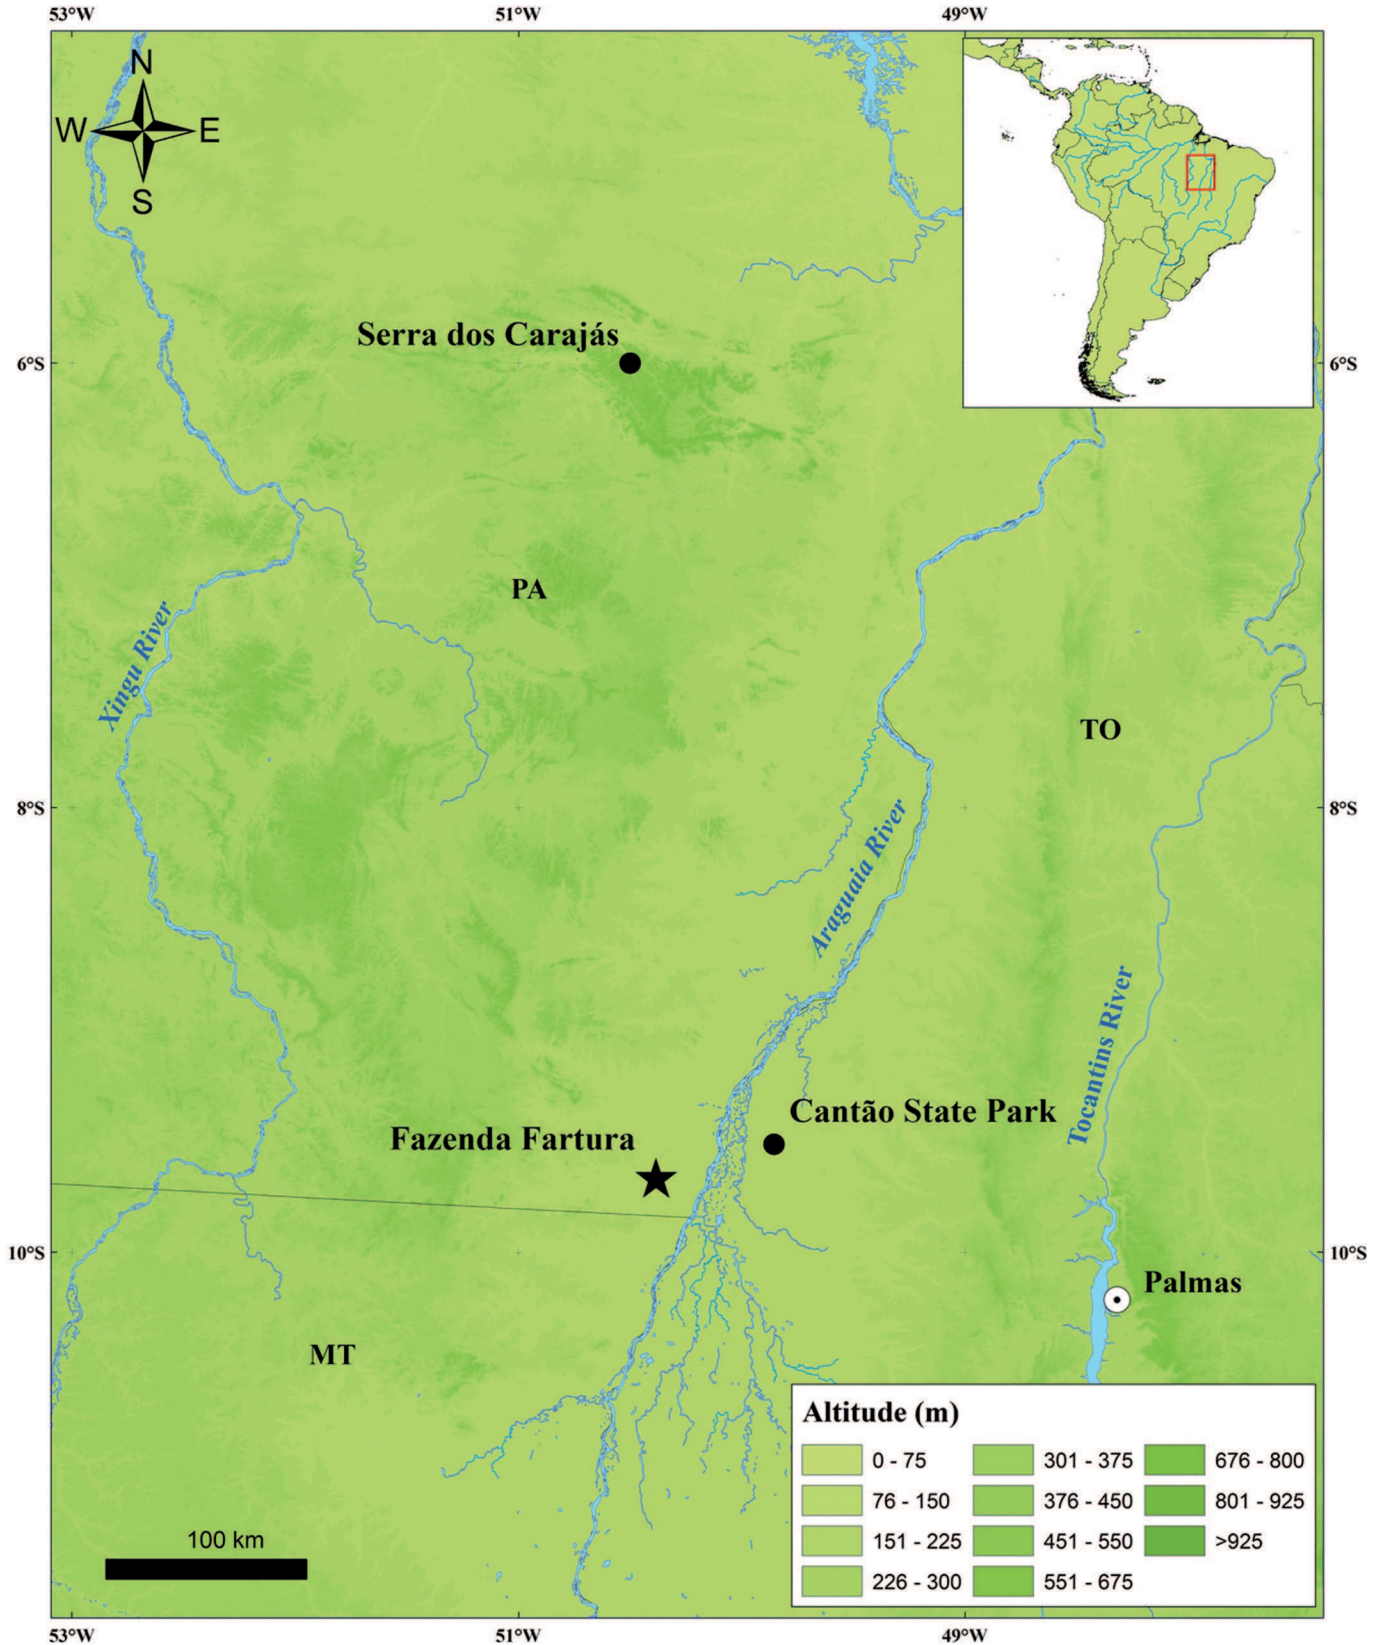 53°W
51°W
49°W
N
W
E
S
Serra dos Carajás
6°S
6°S
PA
Xingu River
TO
8°S
8°S
Araguaia River
Tocantins River
Cantão State Park
Fazenda Fartura
10°S
10°S
Palmas
MT
Altitude (m)
0 - 75
301 - 375
676 - 800
76 - 150
376 - 450
801 - 925
151 - 225
451 - 550
>925
226 - 300
551 - 675
100 km
53°W
51°W
49°W